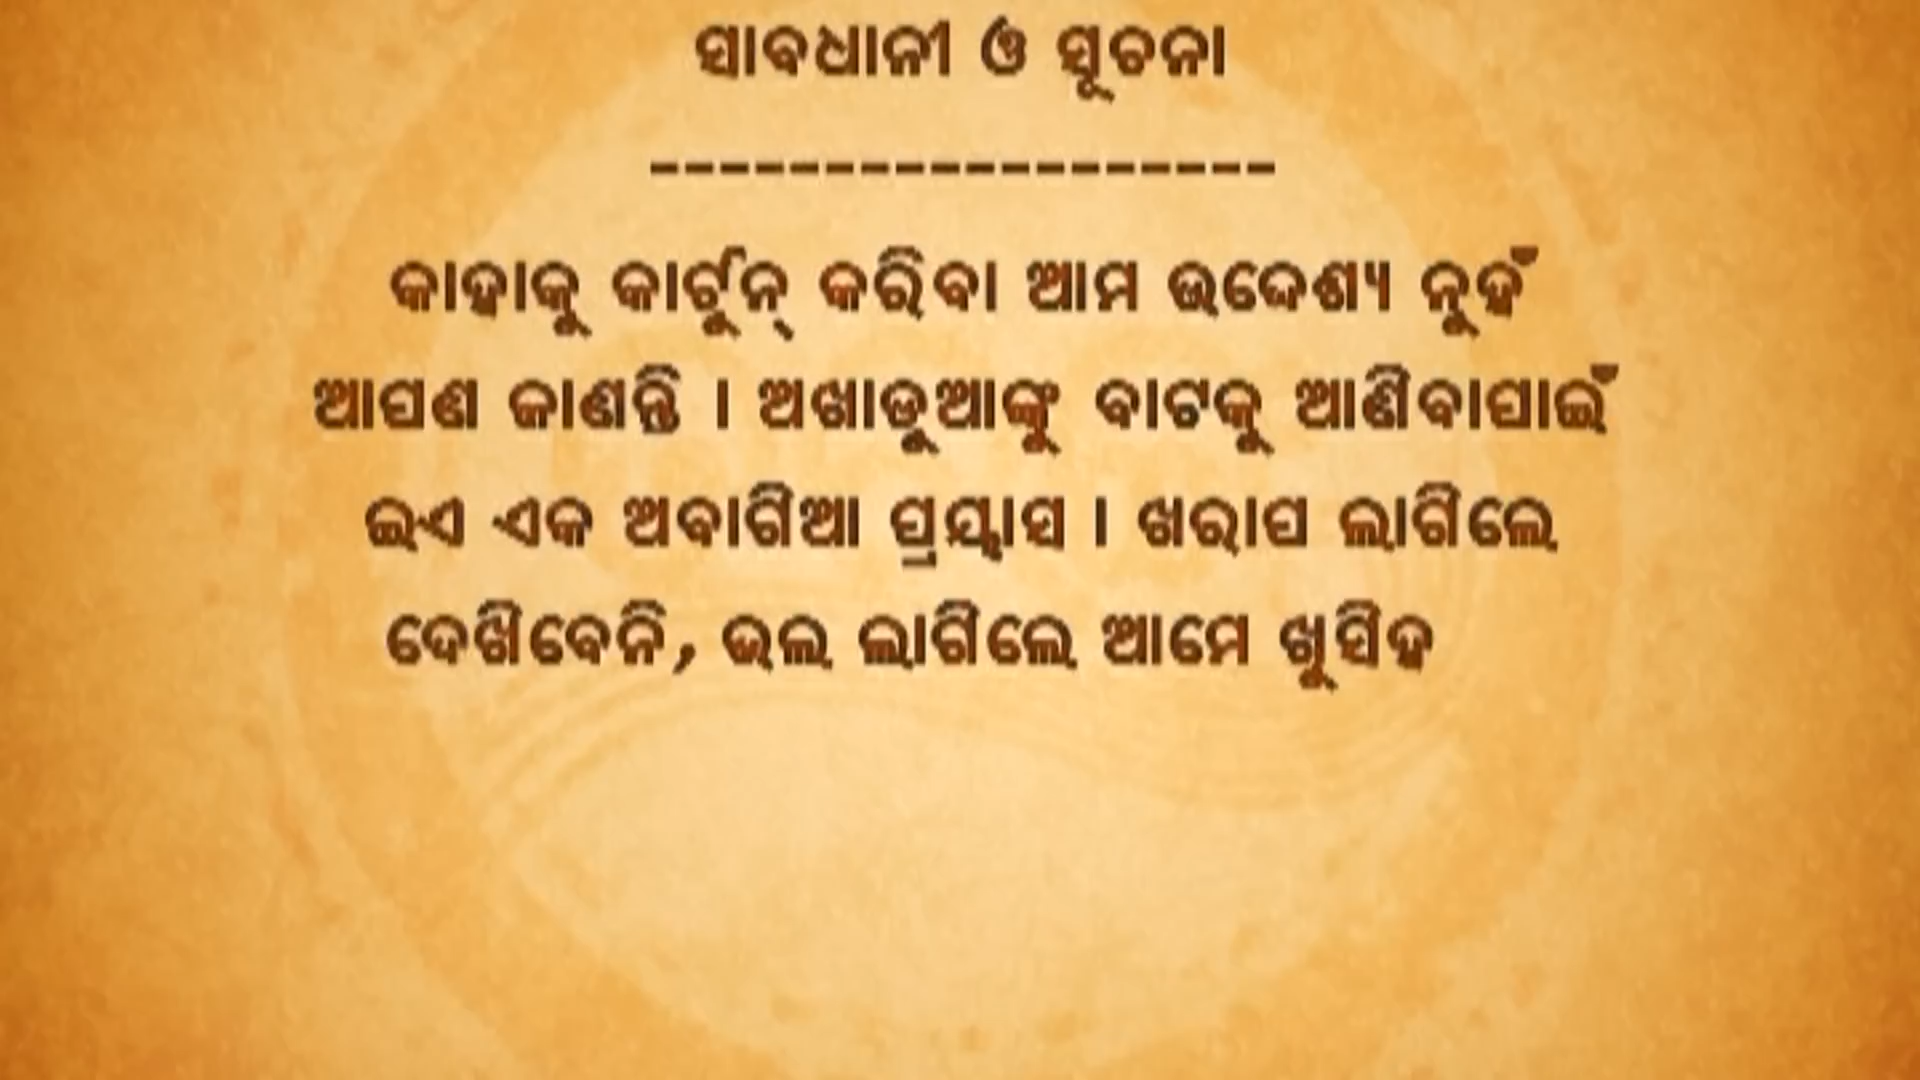 ସାବଧାନୀ ଓ ସୂଚନା
------------------
କାହାକୁ କାର୍ଟୁନ୍ କରିବା ଆମ ଉଦ୍ଦେଶ୍ୟ ନୁହଁ
ଆପଣ ଜାଣନ୍ତି । ଅଖାଡୁଆଙ୍କୁ ବାଟକୁ ଆଣିବାପାଇଁ
ଇଏ ଏକ ଅବାଗିଆ ପ୍ରୟାସ । ଖରାପ ଲାଗିଲେ
ଦେଖିବେନି, ଭଲ ଲାଗିଲେ ଆମେ ଖୁସିହ